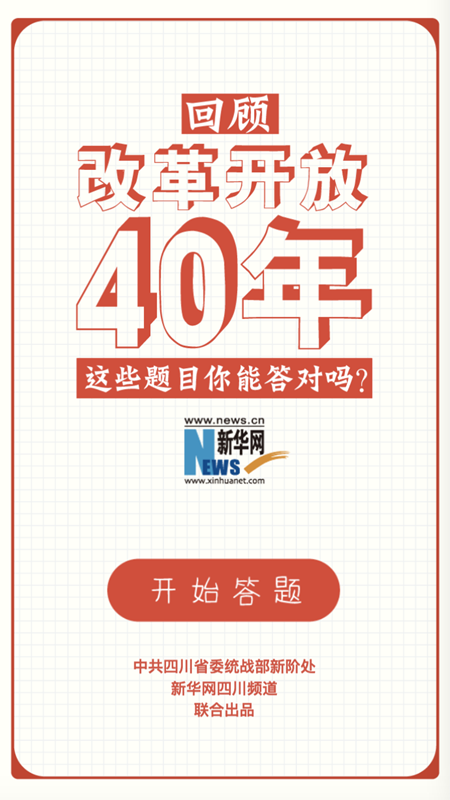 回顾
改革开放
40年
这些题目你能答对吗?
www.news.cn
新华网
NEWS
www.xinhuanet.com
开始答题
中共四川省委统战部新阶处
新华网四川频道
联合出品